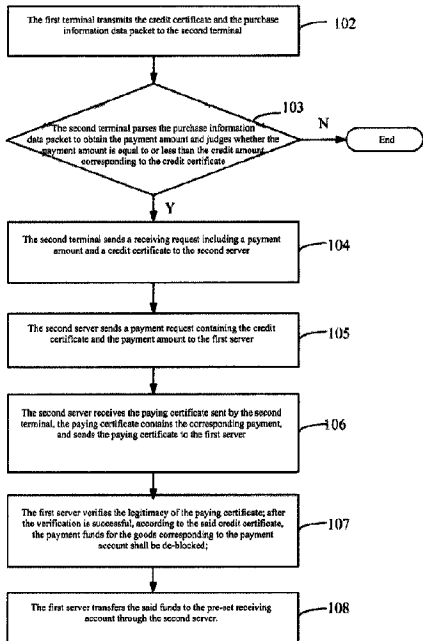 The first terminal transmits the credit certificate and the purchase
information data packet to the second terminal
102
103
The second terminal parses the purchase information
data packet to obtain the payment amount and judges whether the
payment amount is equal to or less than the credit amount
corresponding to the credit certificate
N
End
Y
The second terminal sends a receiving request including a payment
amount and a credit certificate to the second server
104
The second server sends a payment request containing the credit
certificate and the payment amount to the first server
105
The second server receives the paying certificate sent by the second
terminal, the paying certificate contains the corresponding payment,
and sends the paying certificate to the first server
106
The first server verifies the legitimacy of the paying certificate; after
the verification is successful, according to the said credit certificate,
the payment funds for the goods corresponding to the payment
account shall be de-blocked;
107
The first server transfers the said funds to the pre-set receiving
account through the second server.
108